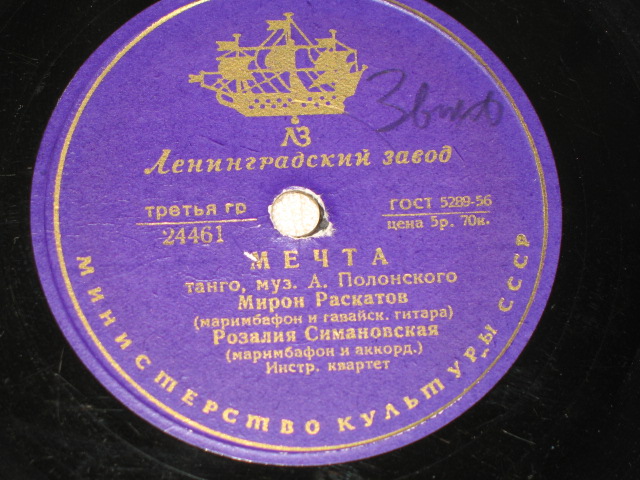 ЛЗ
Ленинградский завод
третья гр
24461
ГОСТ 5289-56
цена 5р. 70к.
МЕЧТА
танго, муз. А. Полонского
Мирон Раскатов
(маримбафон и гавайск. гитара)
Розалия Симановская
(маримбафон и аккорд.)
Инстр. квартет
МИНИСТЕРСТВО КУЛЬТУРЫ СССР